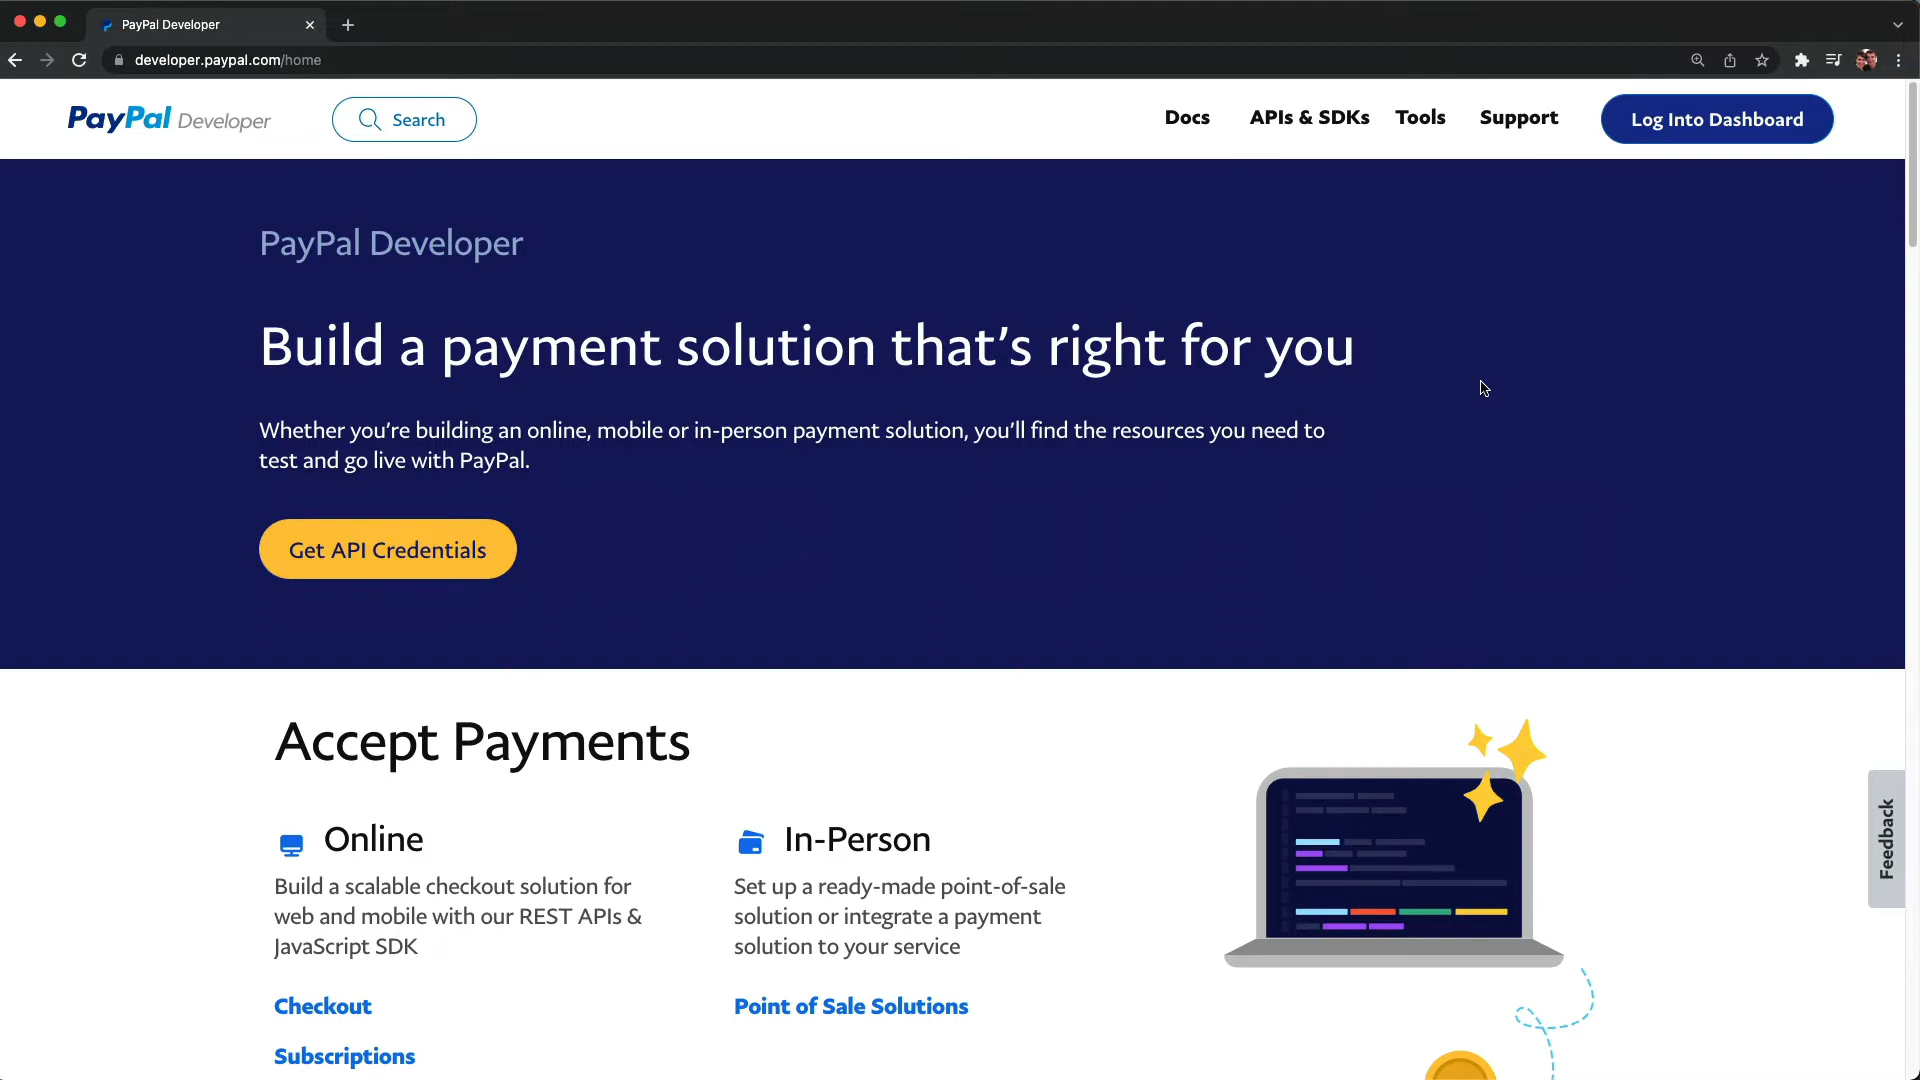 PayPal Developer
developer.paypal.com/home
PayPal Developer
Search
Docs
APIs & SDKs
Tools
Support
Log Into Dashboard
PayPal Developer
Build a payment solution that's right for you
Whether you're building an online, mobile or in-person payment solution, you'll find the resources you need to
test and go live with PayPal.
Get API Credentials
Accept Payments
Online
Build a scalable checkout solution for
web and mobile with our REST APIs &
JavaScript SDK
Checkout
Subscriptions
In-Person
Set up a ready-made point-of-sale
solution or integrate a payment
solution to your service
Point of Sale Solutions
Feedback